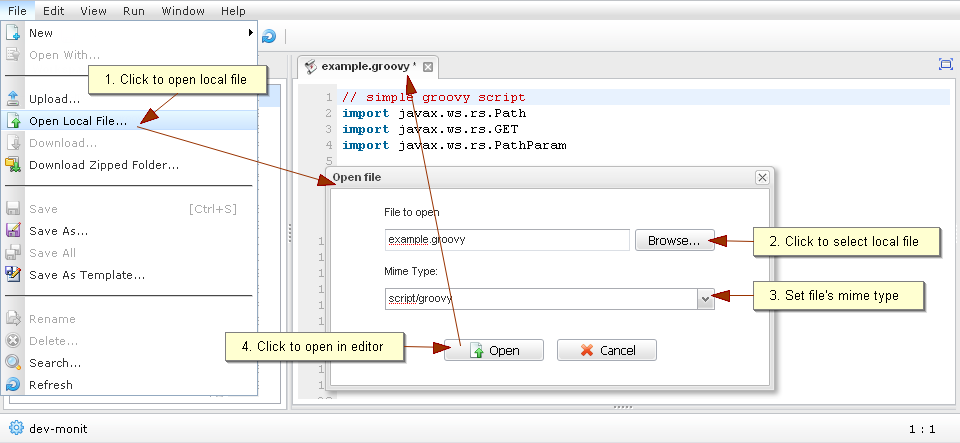 File Edit View Run Window Help
New
Open With...
1. Click to open local file
Upload...
Open Local File...
Download...
Download Zipped Folder...
Save [Ctrl+S]
Save As...
Save All
Save As Template...
Rename
Delete...
Search...
Refresh
example.groovy *
1 // simple groovy script
2 import javax.ws.rs.Path
3 import javax.ws.rs.GET
4 import javax.ws.rs.PathParam
5
Open file
File to open
example.groovy
Browse...
2. Click to select local file
Mime Type:
script/groovy
3. Set file's mime type
4. Click to open in editor
Open
Cancel
dev-monit
1 : 1